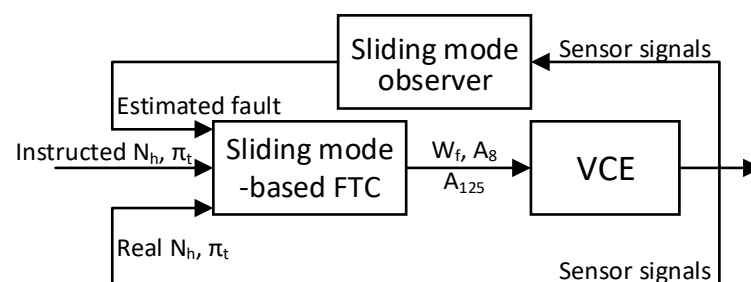 Sliding mode
observer
Sensor signals
Estimated fault
Instructed Nₕ, πₜ
Sliding mode
-based FTC
W_f, A₈
A₁₂₅
VCE
Real Nₕ, πₜ
Sensor signals